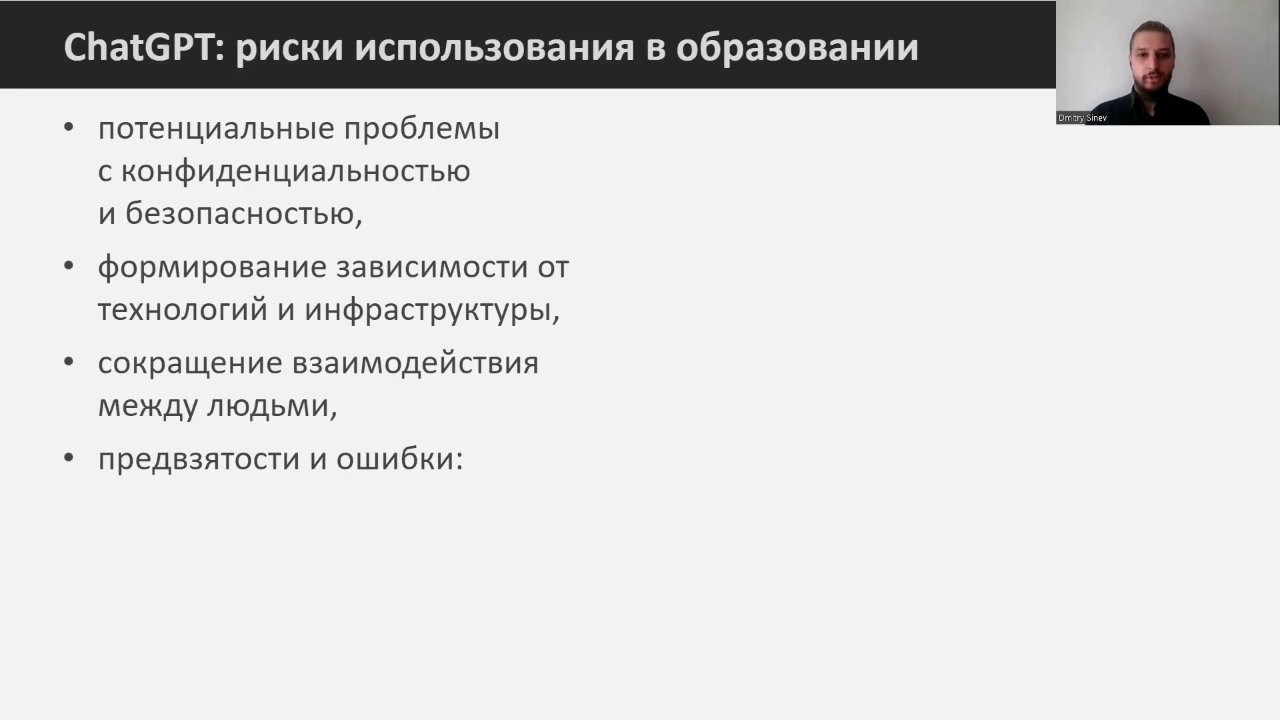 ChatGPT: риски использования в образовании
Dmitry Sinev
• потенциальные проблемы
с конфиденциальностью
и безопасностью,
• формирование зависимости от
технологий и инфраструктуры,
• сокращение взаимодействия
между людьми,
• предвзятости и ошибки: